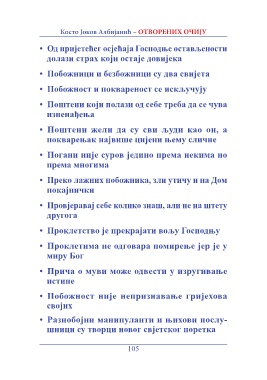 Косто Јовов Албијанић – ОТВОРЕНИХ ОЧИЈУ
• Од пријетећег осјећаја Господње остављености
долази страх који остаје довијека
• Побожници и безбожници су два свијета
• Побожност и поквареност се искључују
• Поштени који полази од себе треба да се чува
изненађења
• Поштени жели да су сви људи као он, а
покварењак највише цијени њему сличне
• Погани није суров једино према некима но
према многима
• Преко лажних побожника, зли утичу и на Дом
покајнички
• Провјеравај себе колико знаш, али не на штету
другога
• Проклетство је прекрајати вољу Господњу
• Проклетима не одговара помирење јер је у
миру Бог
• Прича о муви може одвести у изругивање
истине
• Побожност није непризнавање гријехова
својих
• Разнобојни манипуланти и њихови послу-
шници су творци новог свјетског поретка
105